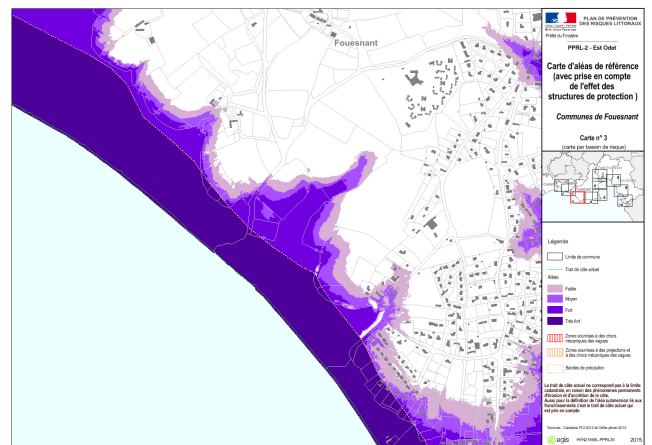 Fouesnant
PLAN DE PRÉVENTION
DES RISQUES LITTORAUX
Préfet du Finistère
PPRL-2 - Est Odet
Carte d'aléas de référence
(avec prise en compte
de l'effet des
structures de protection )
Communes de Fouesnant
Carte n° 3
(carte par bassin de risque)
Légende
Limite de commune
Trait de côte actuel
Aléas
Faible
Moyen
Fort
Très fort
Zones soumises à des chocs
mécaniques des vagues
Zones soumises à des projections et
à des chocs mécaniques des vagues
Bandes de précaution
Le trait de côte actuel ne correspond pas à la limite
cadastrale, en raison des phénomènes permanents
d'érosion et d'accrétion de la côte.
Aussi pour la définition de l'aléa submersion lié aux
franchissements c'est le trait de côte actuel qui
est pris en compte.
Sources : Cadastre PCI 2012 et Ortho-photo 2012
egis
2015